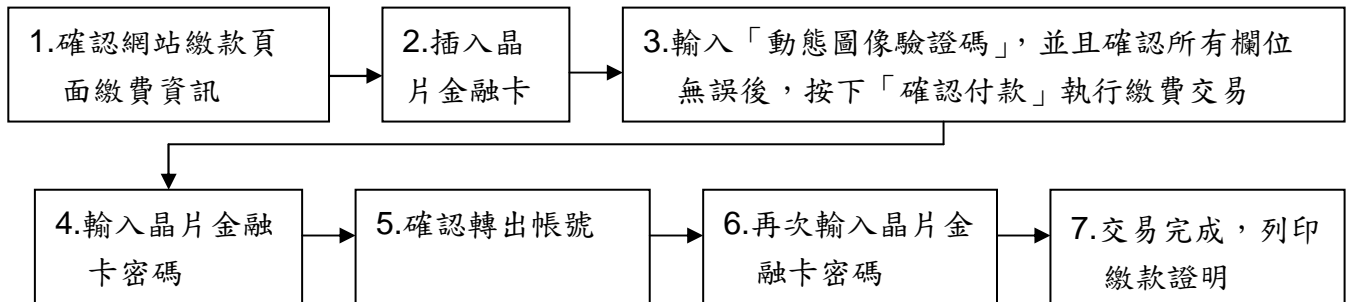 1.確認網站繳款頁
面繳費資訊
2.插入晶
片金融卡
3.輸入「動態圖像驗證碼」，並且確認所有欄位
無誤後，按下「確認付款」執行繳費交易
4.輸入晶片金融
卡密碼
5.確認轉出帳號
6.再次輸入晶片金
融卡密碼
7.交易完成，列印
繳款證明